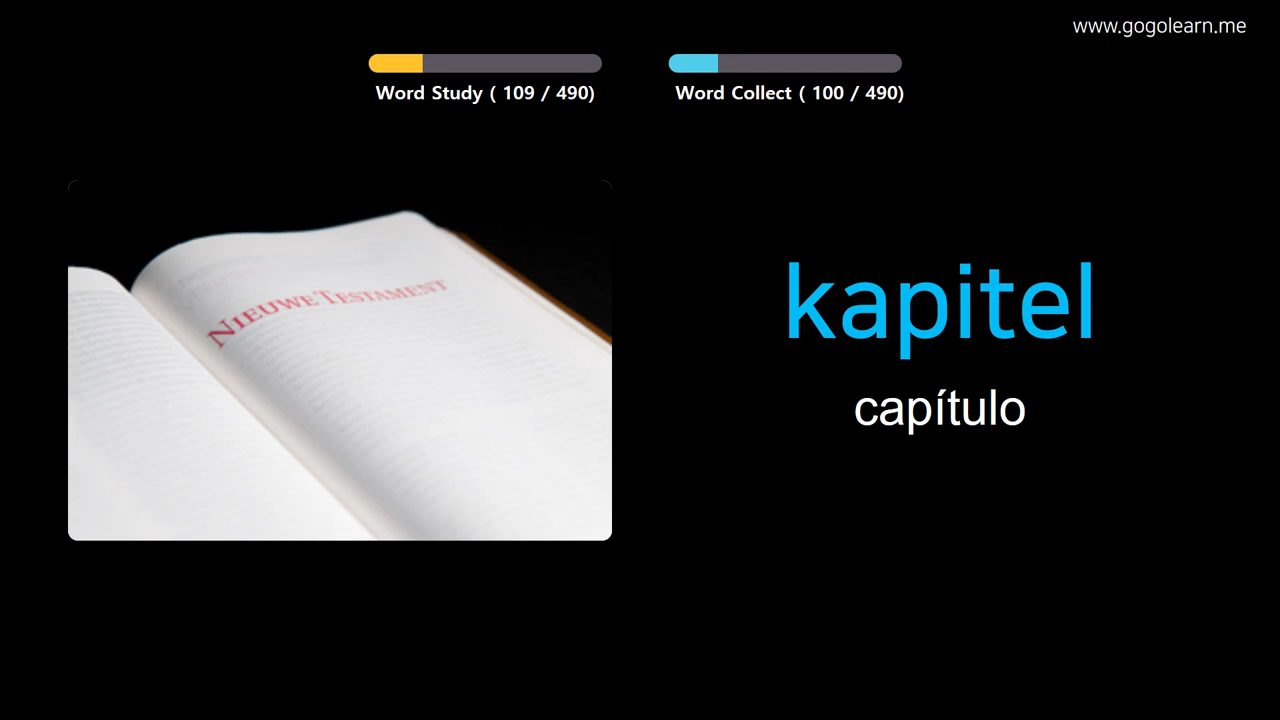 www.gogolearn.me
Word Study ( 109 / 490)
Word Collect ( 100 / 490)
NIEUWE TESTAMENT
kapitel
capítulo